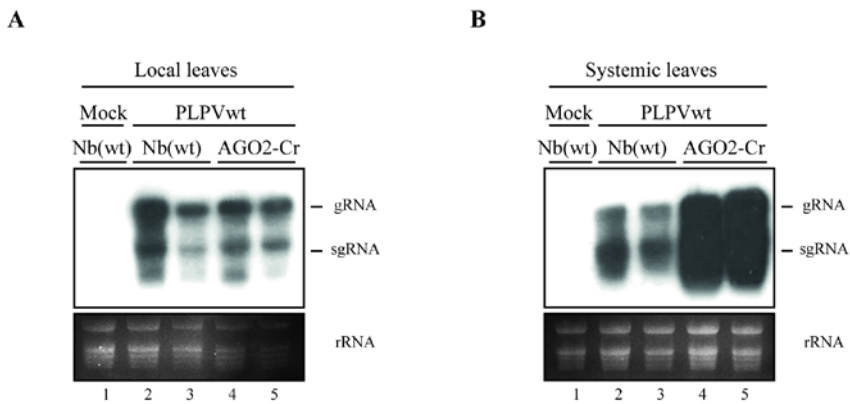 A
Local leaves
Mock PLPVwt
Nb(wt) Nb(wt) AGO2-Cr
gRNA
sgRNA
rRNA
1 2 3 4 5
B
Systemic leaves
Mock PLPVwt
Nb(wt) Nb(wt) AGO2-Cr
gRNA
sgRNA
rRNA
1 2 3 4 5